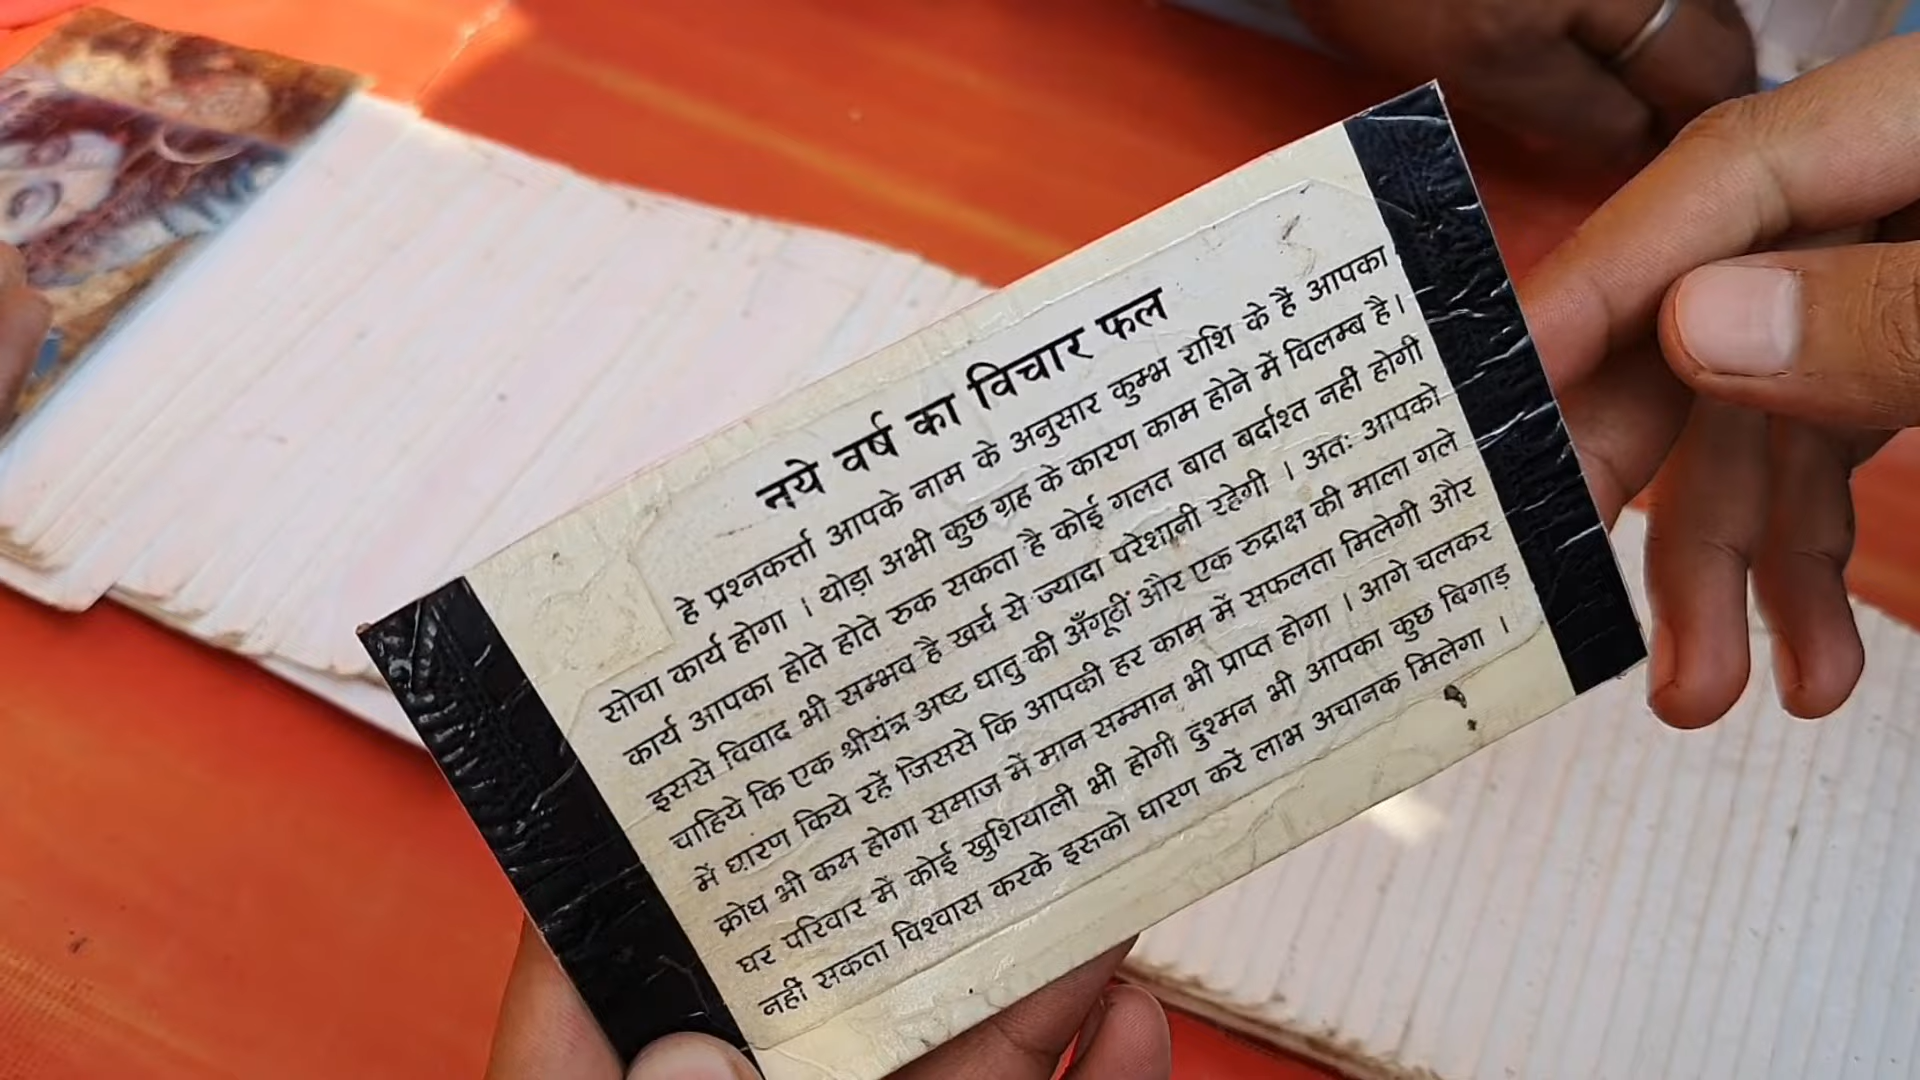 नये वर्ष का विचार फल
हे प्रश्नकर्त्ता आपके नाम के अनुसार कुम्भ राशि के हैं आपका
सोचा कार्य होगा । थोड़ा अभी कुछ ग्रह के कारण काम होने में विलम्ब है।
कार्य आपका होते होते रुक सकता है कोई गलत बात बर्दाश्त नहीं होगी
इससे विवाद भी सम्भव है खर्च से ज्यादा परेशानी रहेगी । अतः आपको
चाहिये कि एक श्रीयंत्र अष्ट धातु की अँगूठी और एक रुद्राक्ष की माला गले
में धारण किये रहें जिससे कि आपकी हर काम में सफलता मिलेगी और
क्रोध भी कम होगा समाज में मान सम्मान भी प्राप्त होगा । आगे चलकर
घर परिवार में कोई खुशियाली भी होगी दुश्मन भी आपका कुछ बिगाड़
नहीं सकता विश्वास करके इसको धारण करें लाभ अचानक मिलेगा ।